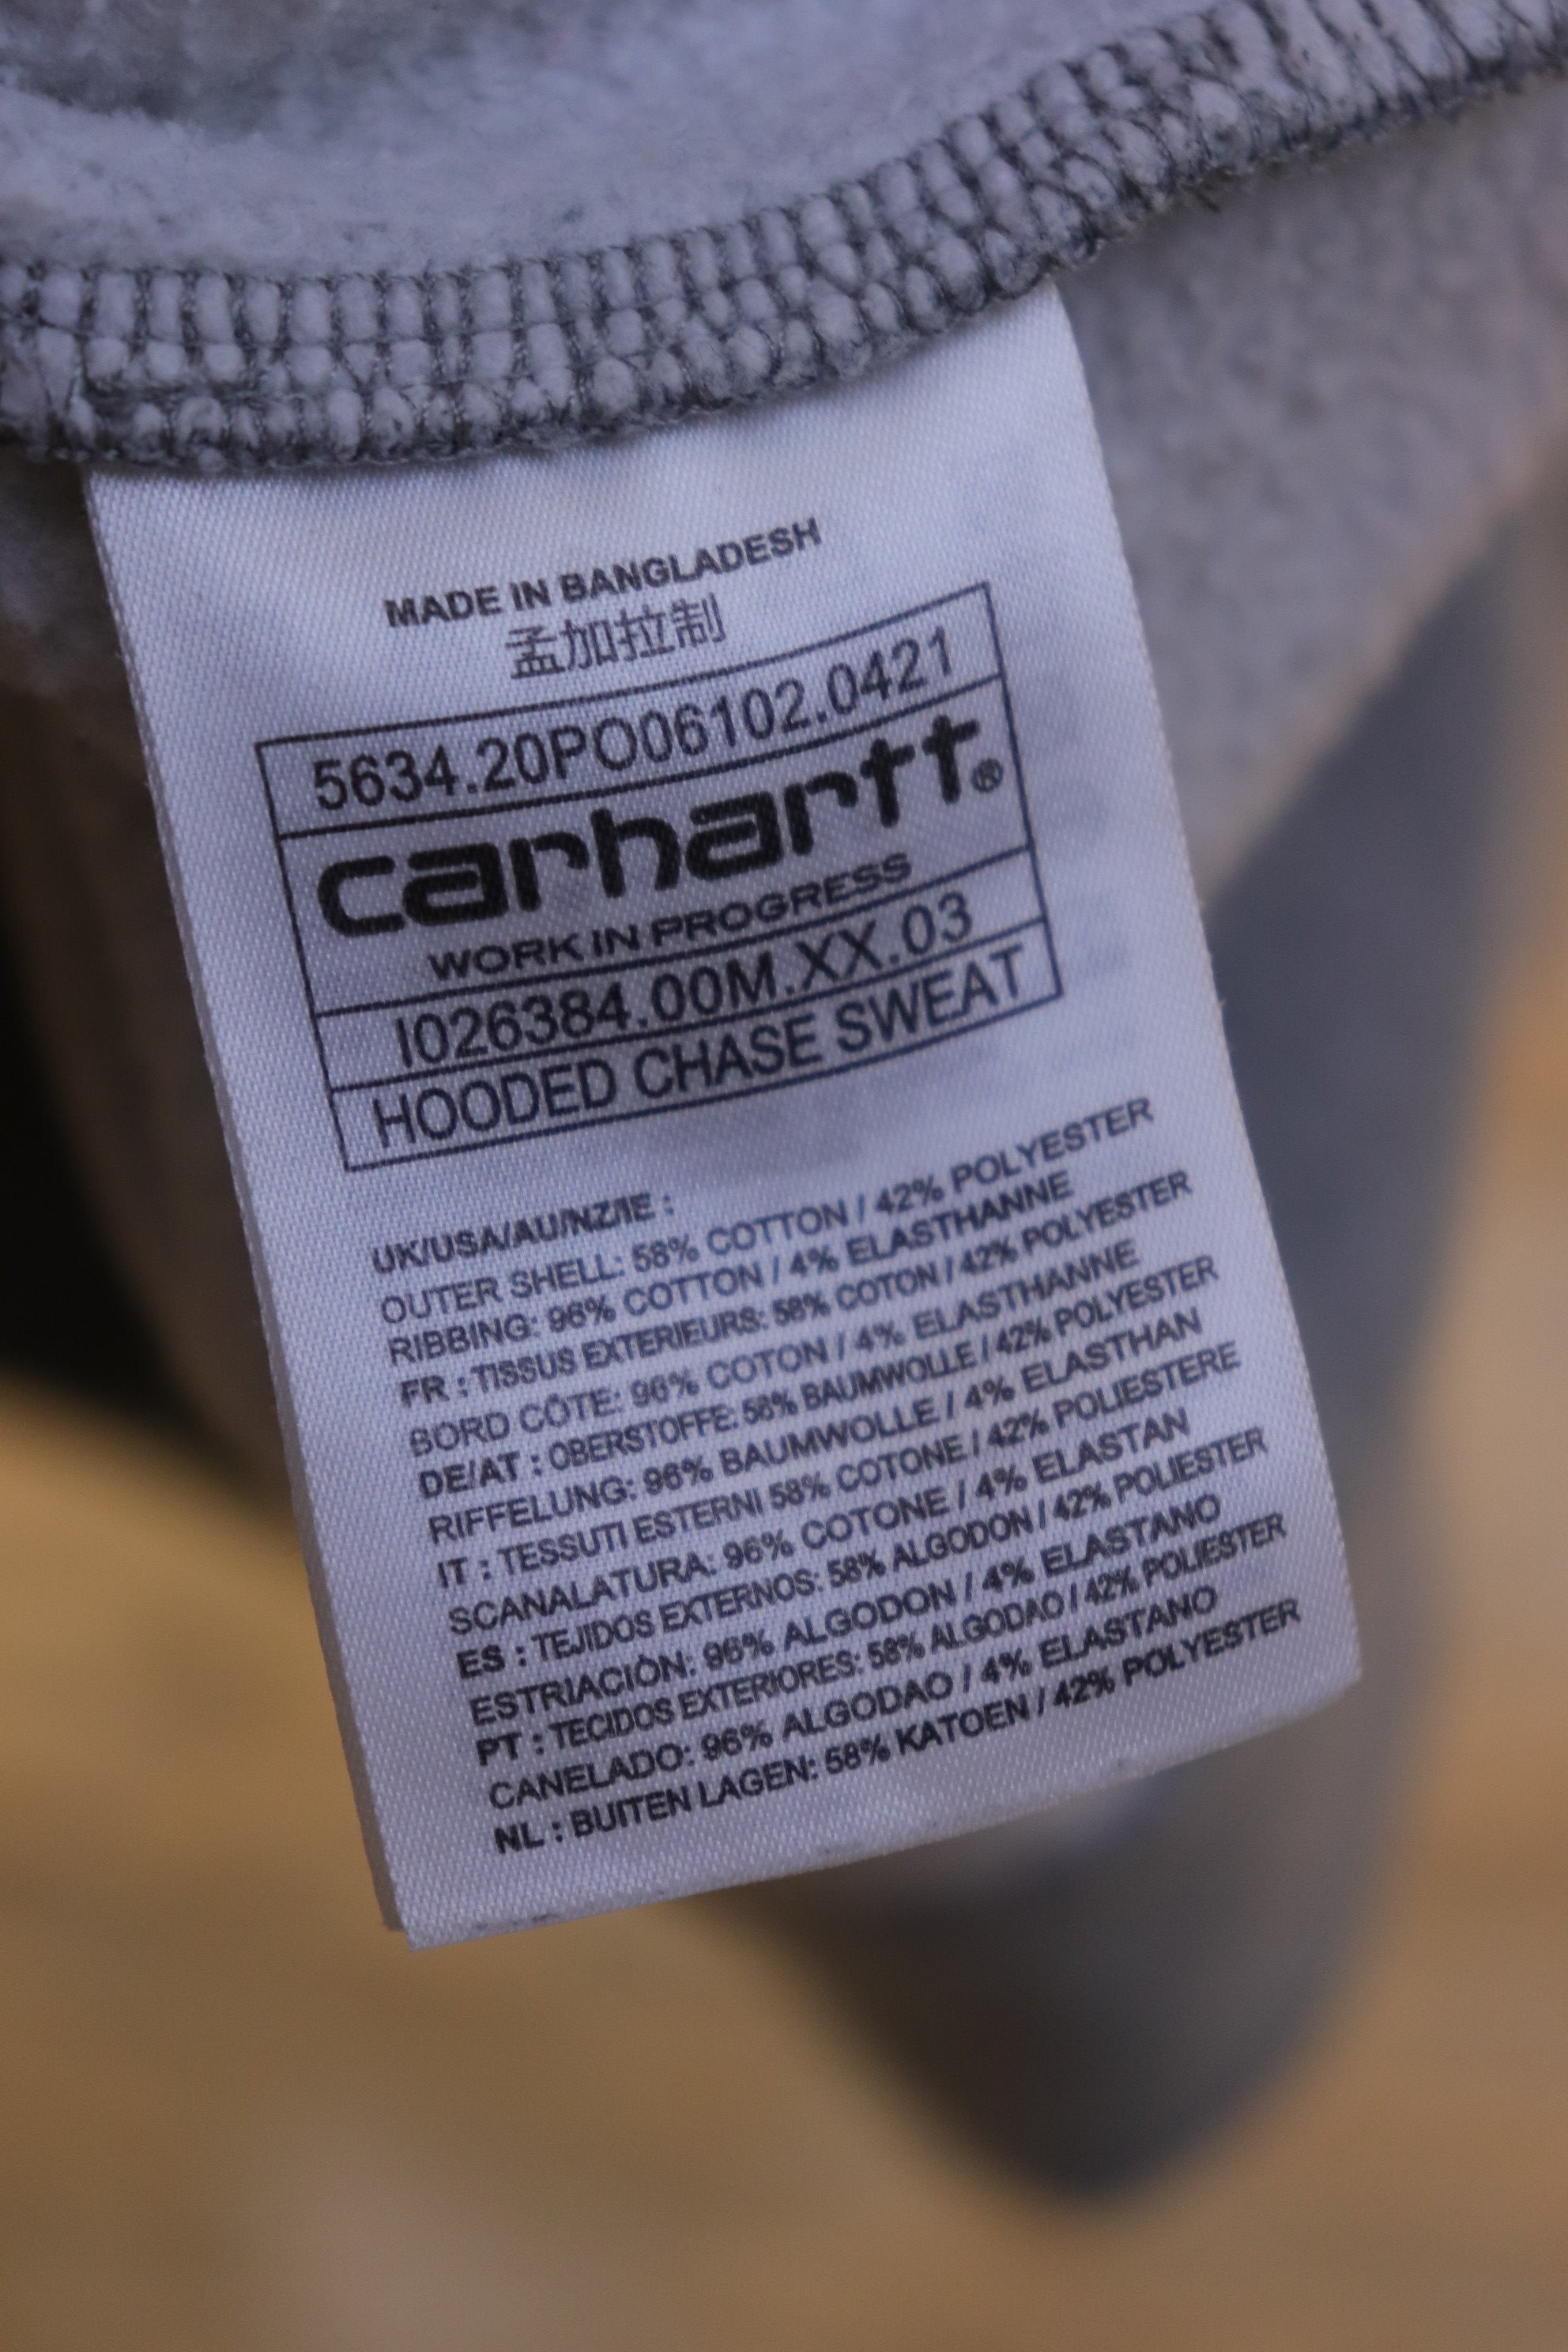 MADE IN BANGLADESH
孟加拉制
5634.20PO06102.0421
carhartt®
WORK IN PROGRESS
I026384.00M.XX.03
HOODED CHASE SWEAT
UK/USA/AU/NZ/IE :
OUTER SHELL: 58% COTTON / 42% POLYESTER
RIBBING: 96% COTTON / 4% ELASTHANNE
FR : TISSUS EXTERIEURS: 58% COTON / 42% POLYESTER
BORD CÔTE: 96% COTON / 4% ELASTHANNE
DE/AT : OBERSTOFFE: 58% BAUMWOLLE / 42% POLYESTER
RIFFELUNG: 96% BAUMWOLLE / 4% ELASTHAN
IT : TESSUTI ESTERNI 58% COTONE / 42% POLIESTERE
SCANALATURA: 96% COTONE / 4% ELASTAN
ES : TEJIDOS EXTERNOS: 58% ALGODON / 42% POLIESTER
ESTRIACIÒN: 96% ALGODON / 4% ELASTANO
PT : TECIDOS EXTERIORES: 58% ALGODAO / 42% POLIESTER
CANELADO: 96% ALGODAO / 4% ELASTANO
NL : BUITEN LAGEN: 58% KATOEN / 42% POLYESTER